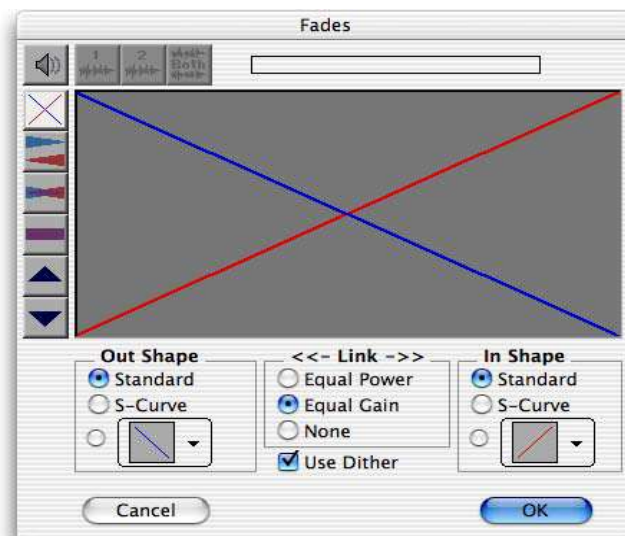 Fades
1 2 Both
Out Shape <<- Link ->> In Shape
Standard Equal Power Standard
S-Curve Equal Gain S-Curve
None
Use Dither
Cancel OK